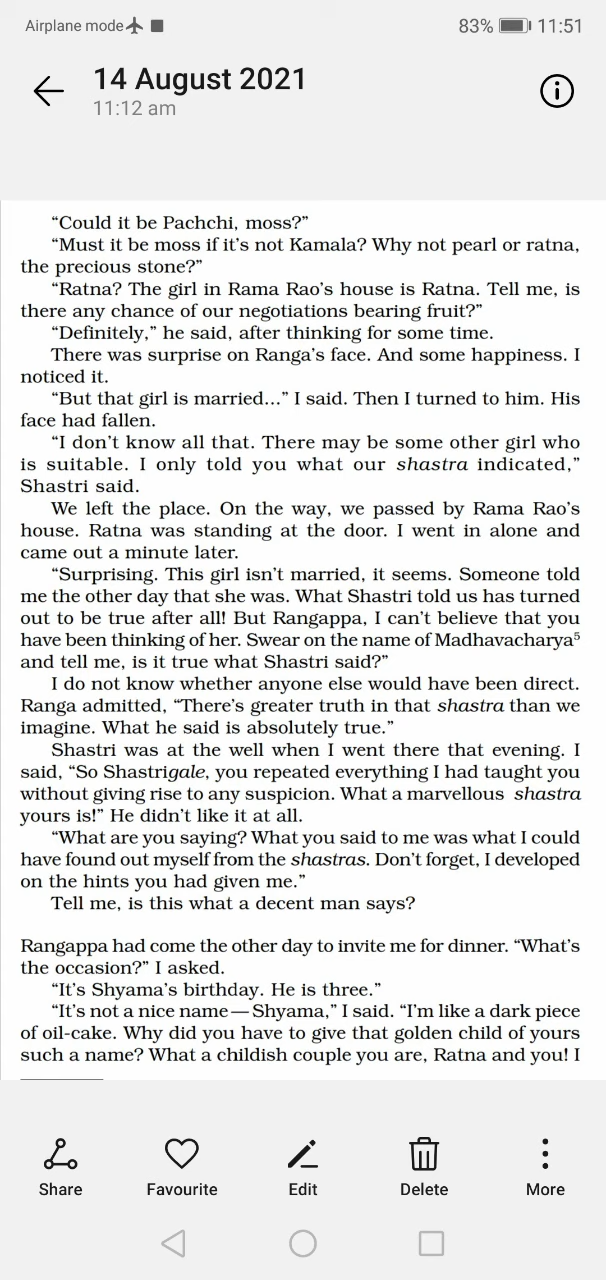 Airplane mode 83% 11:51
14 August 2021
11:12 am
“Could it be Pachchi, moss?”
“Must it be moss if it’s not Kamala? Why not pearl or ratna,
the precious stone?”
“Ratna? The girl in Rama Rao’s house is Ratna. Tell me, is
there any chance of our negotiations bearing fruit?”
“Definitely,” he said, after thinking for some time.
There was surprise on Ranga’s face. And some happiness. I
noticed it.
“But that girl is married...” I said. Then I turned to him. His
face had fallen.
“I don’t know all that. There may be some other girl who
is suitable. I only told you what our shastra indicated,”
Shastri said.
We left the place. On the way, we passed by Rama Rao’s
house. Ratna was standing at the door. I went in alone and
came out a minute later.
“Surprising. This girl isn’t married, it seems. Someone told
me the other day that she was. What Shastri told us has turned
out to be true after all! But Rangappa, I can’t believe that you
have been thinking of her. Swear on the name of Madhavacharya⁵
and tell me, is it true what Shastri said?”
I do not know whether anyone else would have been direct.
Ranga admitted, “There’s greater truth in that shastra than we
imagine. What he said is absolutely true.”
Shastri was at the well when I went there that evening. I
said, “So Shastrigale, you repeated everything I had taught you
without giving rise to any suspicion. What a marvellous shastra
yours is!” He didn’t like it at all.
“What are you saying? What you said to me was what I could
have found out myself from the shastras. Don’t forget, I developed
on the hints you had given me.”
Tell me, is this what a decent man says?
Rangappa had come the other day to invite me for dinner. “What’s
the occasion?” I asked.
“It’s Shyama’s birthday. He is three.”
“It’s not a nice name—Shyama,” I said. “I’m like a dark piece
of oil-cake. Why did you have to give that golden child of yours
such a name? What a childish couple you are, Ratna and you! I
Share Favourite Edit Delete More